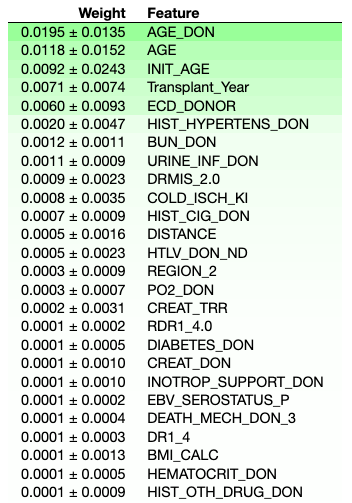 Weight Feature
0.0195 ± 0.0135 AGE_DON
0.0118 ± 0.0152 AGE
0.0092 ± 0.0243 INIT_AGE
0.0071 ± 0.0074 Transplant_Year
0.0060 ± 0.0093 ECD_DONOR
0.0020 ± 0.0047 HIST_HYPERTENS_DON
0.0012 ± 0.0011 BUN_DON
0.0011 ± 0.0009 URINE_INF_DON
0.0009 ± 0.0023 DRMIS_2.0
0.0008 ± 0.0035 COLD_ISCH_KI
0.0007 ± 0.0009 HIST_CIG_DON
0.0005 ± 0.0016 DISTANCE
0.0005 ± 0.0023 HTLV_DON_ND
0.0003 ± 0.0009 REGION_2
0.0003 ± 0.0007 PO2_DON
0.0002 ± 0.0031 CREAT_TRR
0.0001 ± 0.0002 RDR1_4.0
0.0001 ± 0.0005 DIABETES_DON
0.0001 ± 0.0010 CREAT_DON
0.0001 ± 0.0010 INOTROP_SUPPORT_DON
0.0001 ± 0.0002 EBV_SEROSTATUS_P
0.0001 ± 0.0004 DEATH_MECH_DON_3
0.0001 ± 0.0003 DR1_4
0.0001 ± 0.0013 BMI_CALC
0.0001 ± 0.0005 HEMATOCRIT_DON
0.0001 ± 0.0009 HIST_OTH_DRUG_DON